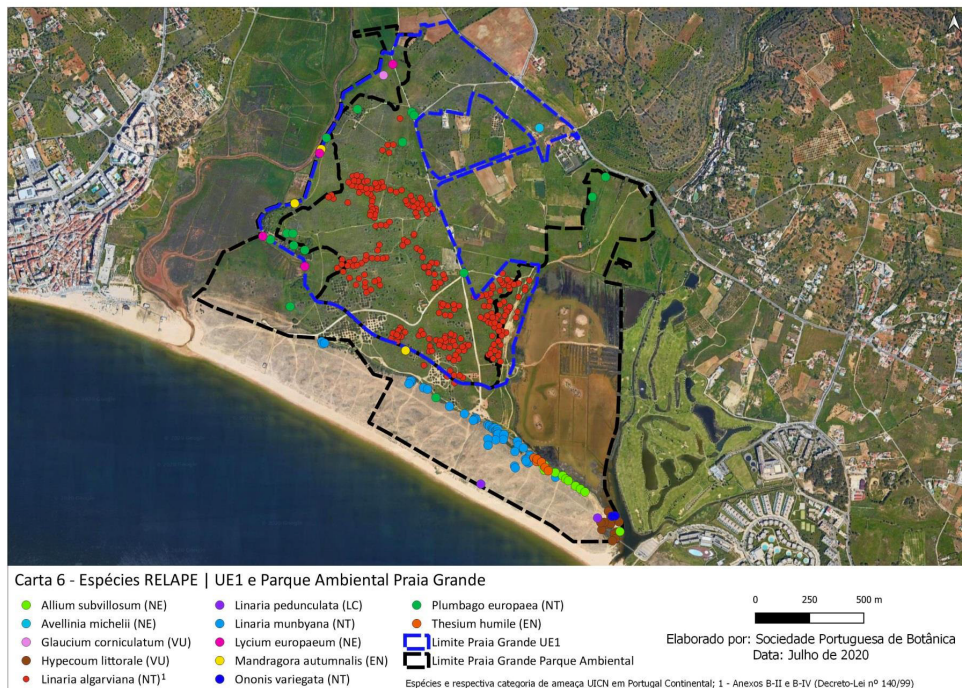 Carta 6 - Espécies RELAPE | UE1 e Parque Ambiental Praia Grande
Allium subvillosum (NE)
Avellinia michelii (NE)
Glaucium corniculatum (VU)
Hypecoum littorale (VU)
Linaria algarviana (NT)¹
Linaria pedunculata (LC)
Linaria munbyana (NT)
Lycium europaeum (NE)
Mandragora autumnalis (EN)
Ononis variegata (NT)
Plumbago europaea (NT)
Thesium humile (EN)
Limite Praia Grande UE1
Limite Praia Grande Parque Ambiental
0 250 500 m
Elaborado por: Sociedade Portuguesa de Botânica
Data: Julho de 2020
Espécies e respectiva categoria de ameaça UICN em Portugal Continental; 1 - Anexos B-II e B-IV (Decreto-Lei nº 140/99)